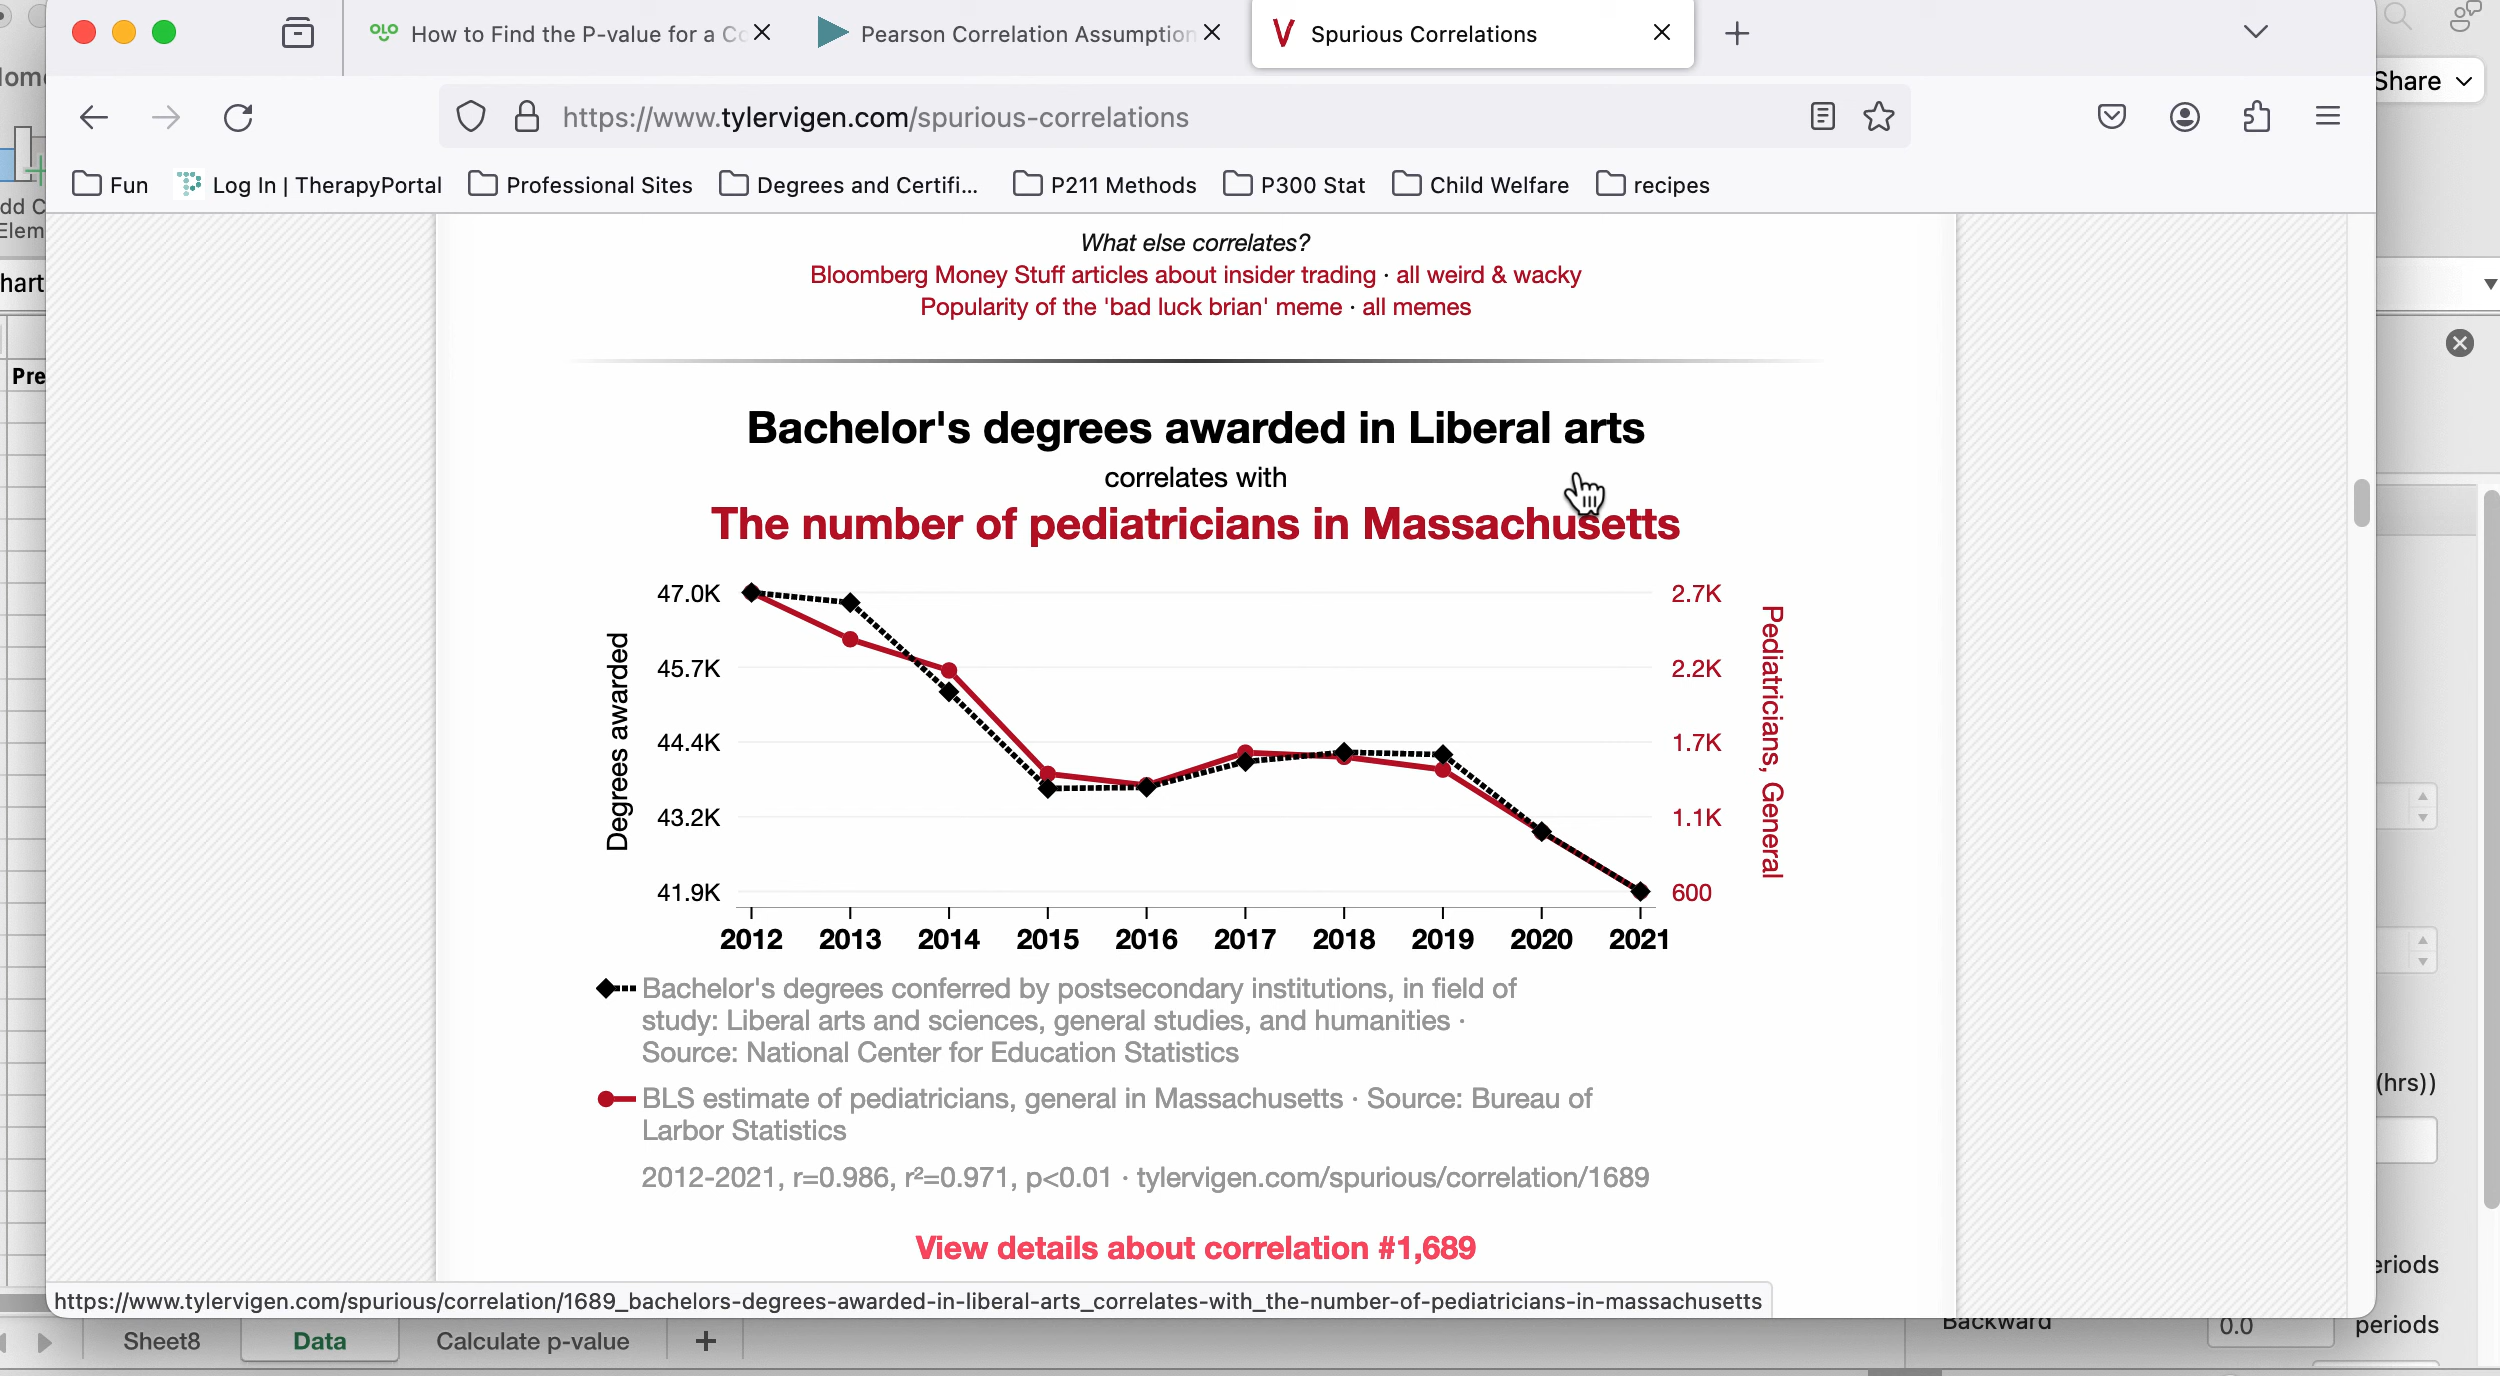 How to Find the P-value for a Co
Pearson Correlation Assumption
Spurious Correlations
Share
https://www.tylervigen.com/spurious-correlations
Fun
Log In | TherapyPortal
Professional Sites
Degrees and Certifi...
P211 Methods
P300 Stat
Child Welfare
recipes
dd C
Elem
hart
Pre
What else correlates?
Bloomberg Money Stuff articles about insider trading · all weird & wacky
Popularity of the 'bad luck brian' meme · all memes
Bachelor's degrees awarded in Liberal arts
correlates with
The number of pediatricians in Massachusetts
Degrees awarded
47.0K
45.7K
44.4K
43.2K
41.9K
2.7K
2.2K
1.7K
1.1K
600
Pediatricians, General
2012 2013 2014 2015 2016 2017 2018 2019 2020 2021
Bachelor's degrees conferred by postsecondary institutions, in field of
study: Liberal arts and sciences, general studies, and humanities ·
Source: National Center for Education Statistics
BLS estimate of pediatricians, general in Massachusetts · Source: Bureau of
Larbor Statistics
2012-2021, r=0.986, r²=0.971, p<0.01 · tylervigen.com/spurious/correlation/1689
View details about correlation #1,689
(hrs))
eriods
https://www.tylervigen.com/spurious/correlation/1689_bachelors-degrees-awarded-in-liberal-arts_correlates-with_the-number-of-pediatricians-in-massachusetts
Backward
0.0
periods
Sheet8
Data
Calculate p-value